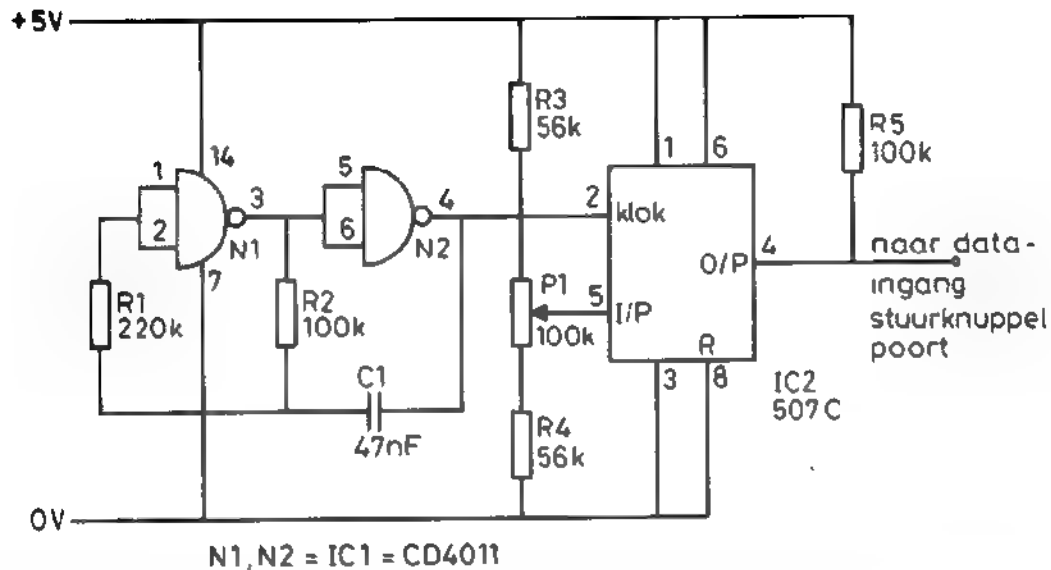 +5V
R3
56k
R5
100k
14
1
6
1
2
3
N1
7
5
6
4
N2
2
klok
O/P
4
naar data-
ingang
stuurknuppel
poort
R1
220k
R2
100k
P1
100k
5
I/P
R
3
8
IC2
507C
C1
47nF
R4
56k
0V
N1, N2 = IC1 = CD4011